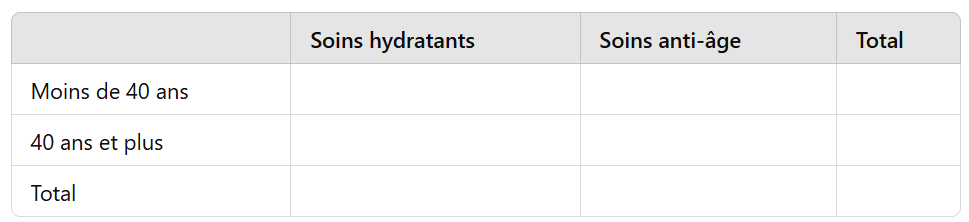 Soins hydratants Soins anti-âge Total
Moins de 40 ans
40 ans et plus
Total